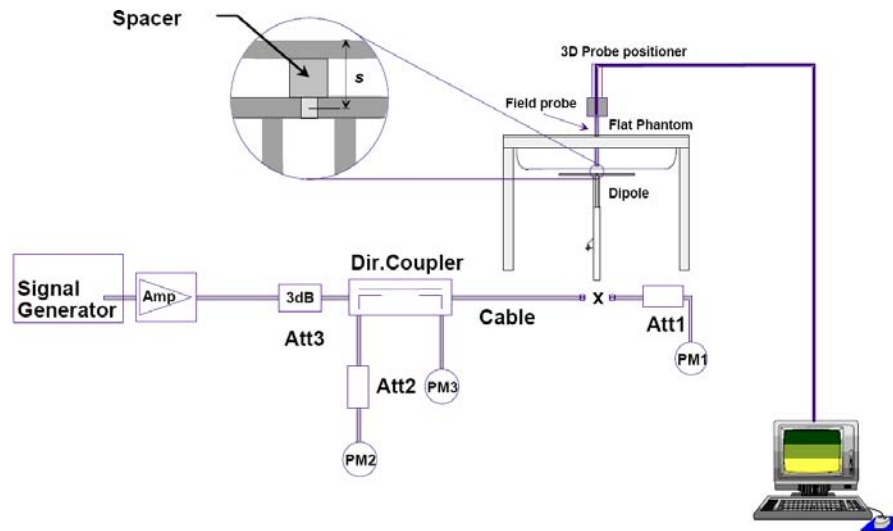 Spacer
s
3D Probe positioner
Field probe
Flat Phantom
Dipole
Dir.Coupler
Signal
Generator
Amp
3dB
Att3
Cable
x
Att1
PM1
Att2
PM3
PM2